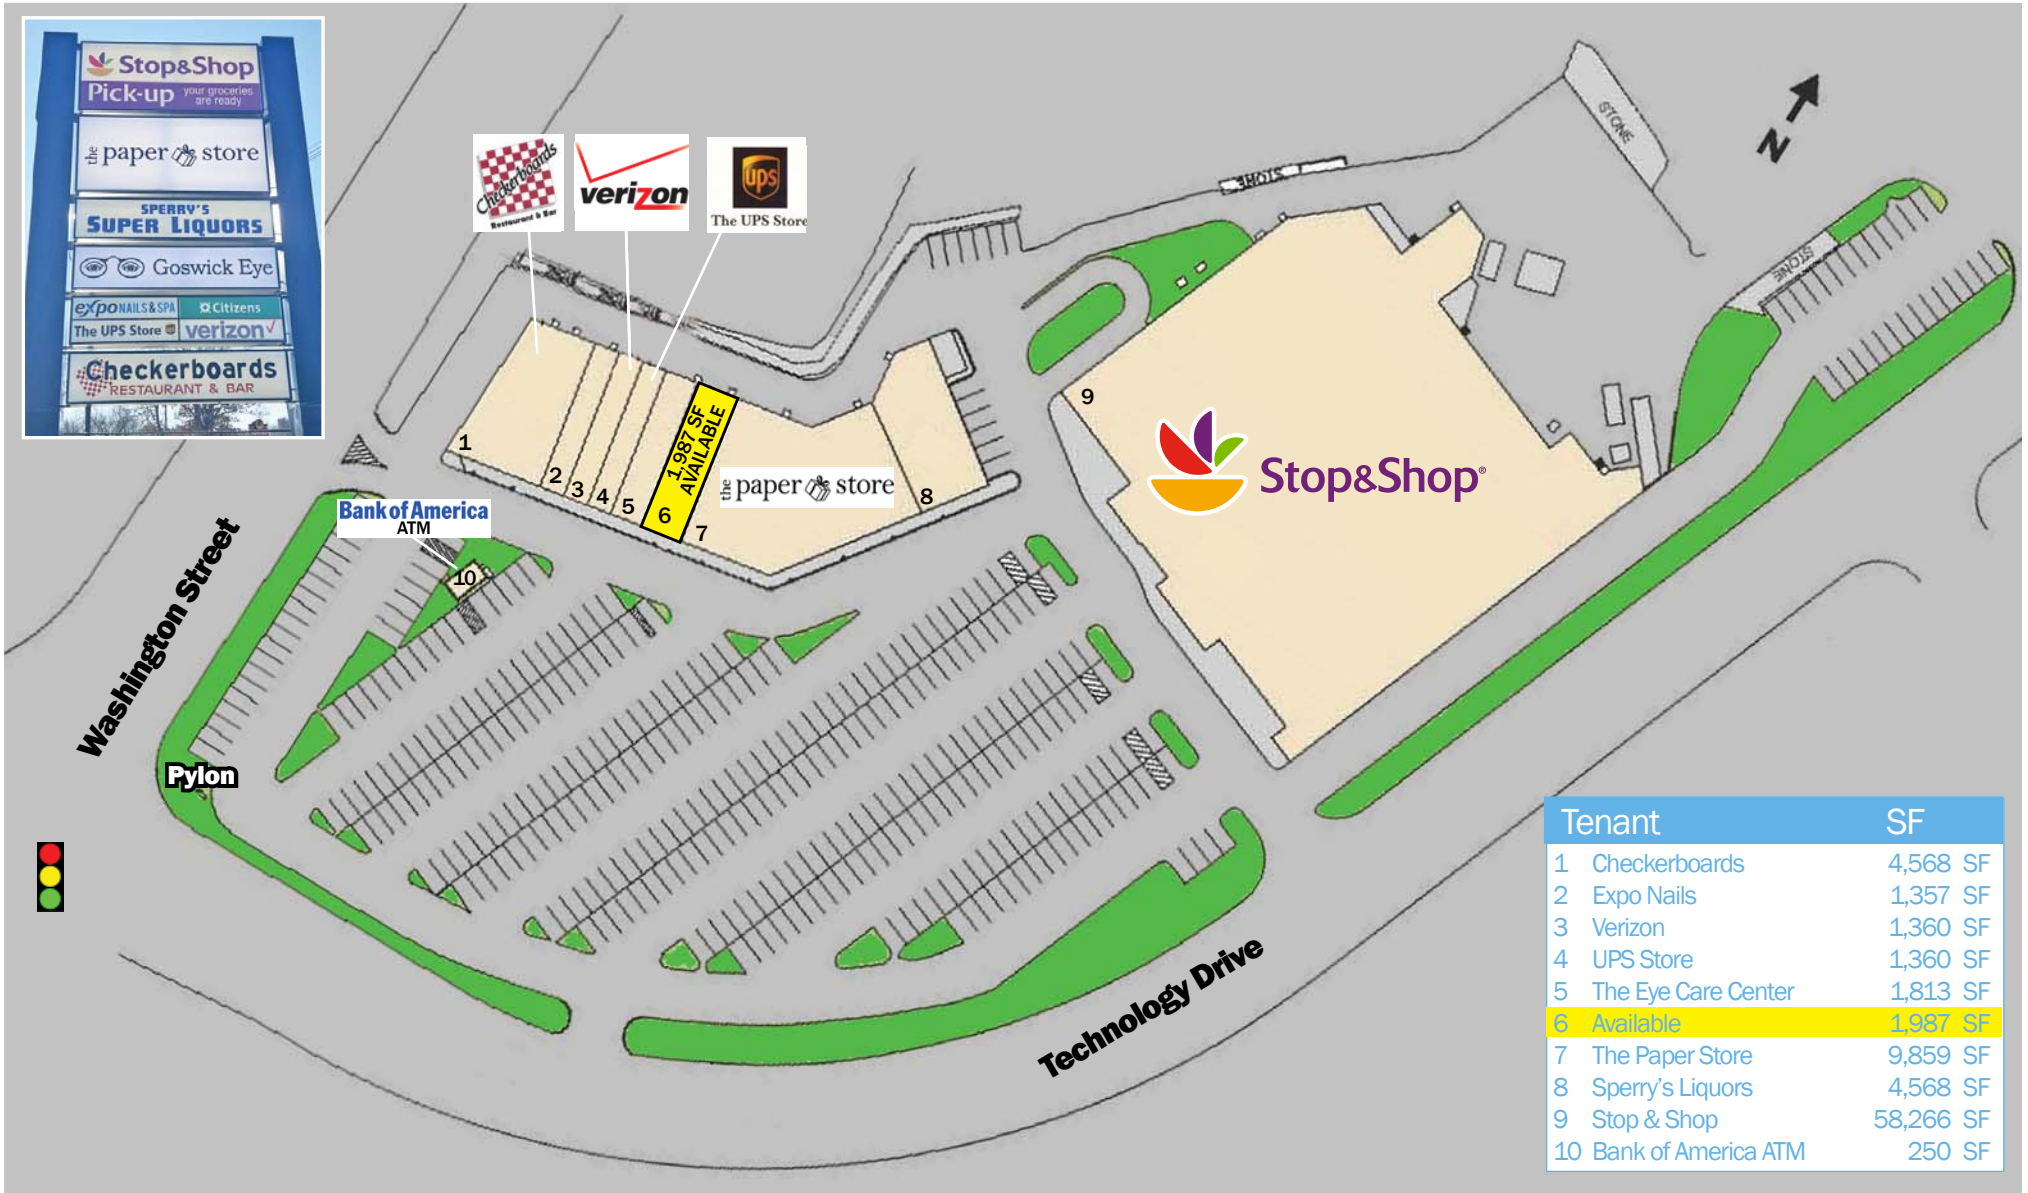 Stop&Shop
Pick-up your groceries are ready
the paper store
SPERRY'S
SUPER LIQUORS
Goswick Eye
expo NAILS & SPA
Citizens
The UPS Store ups
verizon
Checkerboards
RESTAURANT & BAR
Checkerboards
Restaurant & Bar
verizon
ups
The UPS Store
STONE
STONE
STONE
N
1
2
3
4
5
6
1,987 SF
AVAILABLE
7
the paper store
8
9
Stop&Shop®
Bank of America
ATM
10
Washington Street
Pylon
Technology Drive
Tenant SF
1 Checkerboards 4,568 SF
2 Expo Nails 1,357 SF
3 Verizon 1,360 SF
4 UPS Store 1,360 SF
5 The Eye Care Center 1,813 SF
6 Available 1,987 SF
7 The Paper Store 9,859 SF
8 Sperry's Liquors 4,568 SF
9 Stop & Shop 58,266 SF
10 Bank of America ATM 250 SF